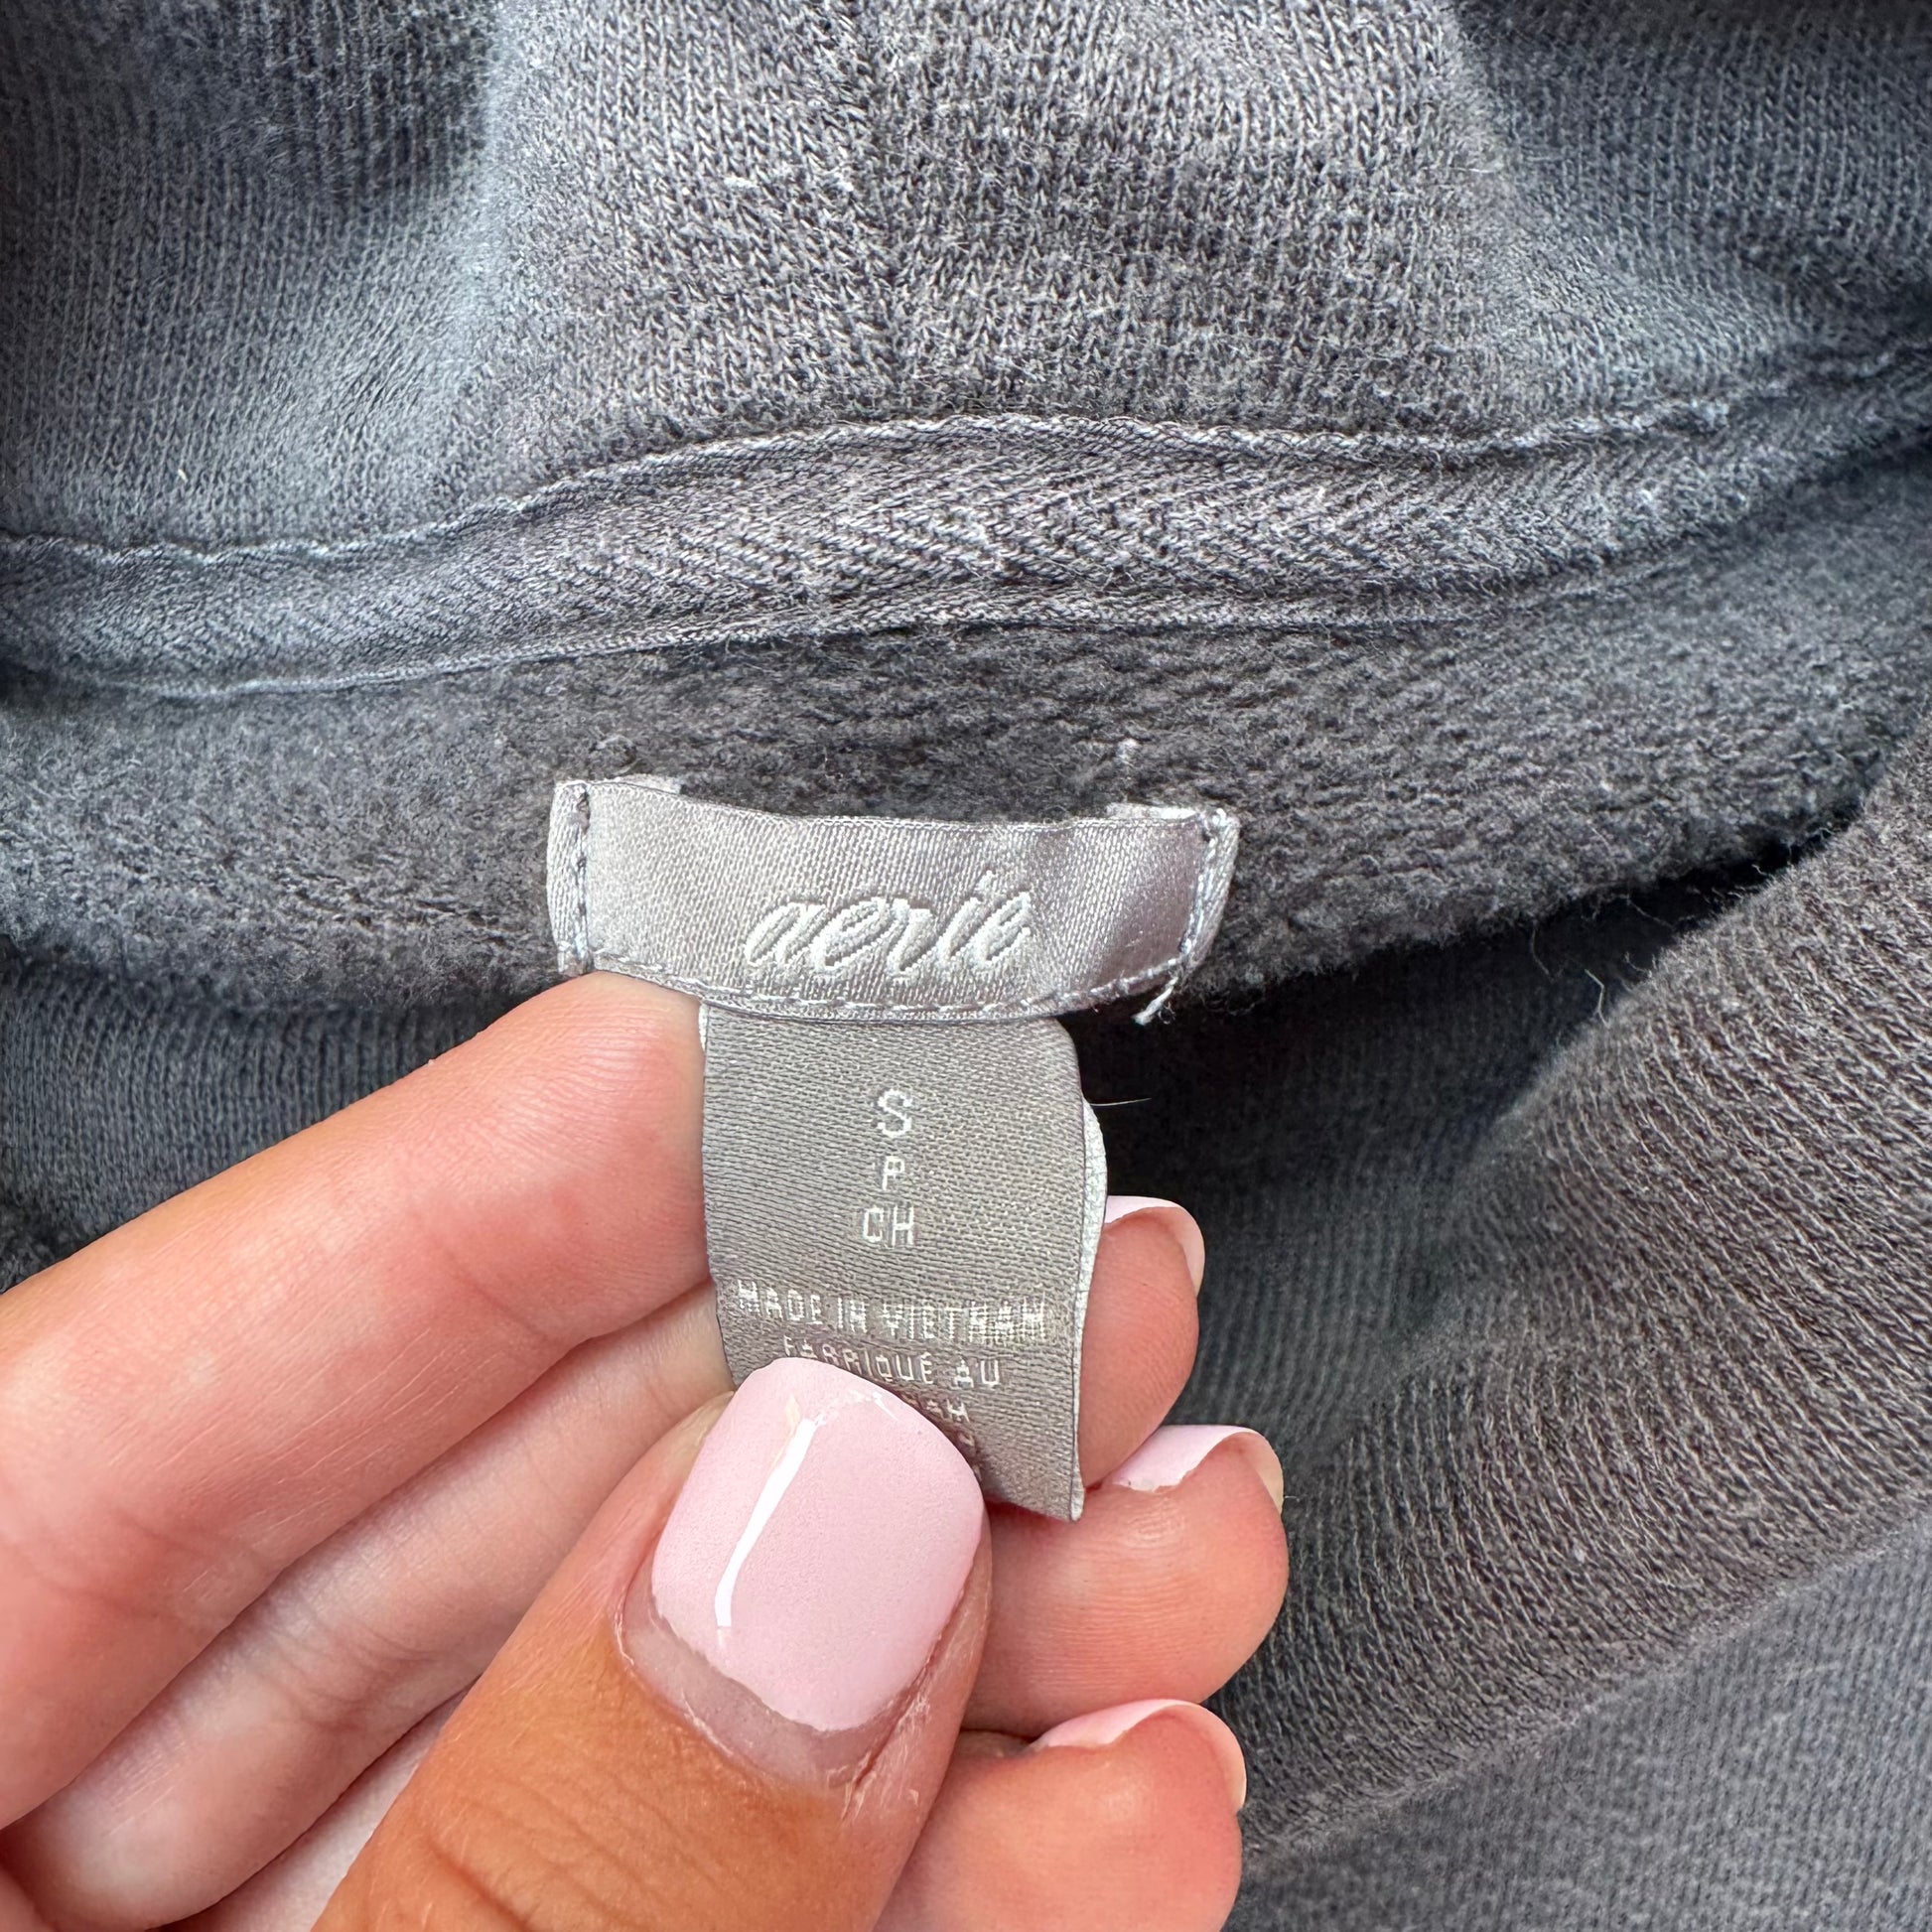 aerie
S
P
CH
MADE IN VIETNAM
FABRIQUÉ AU